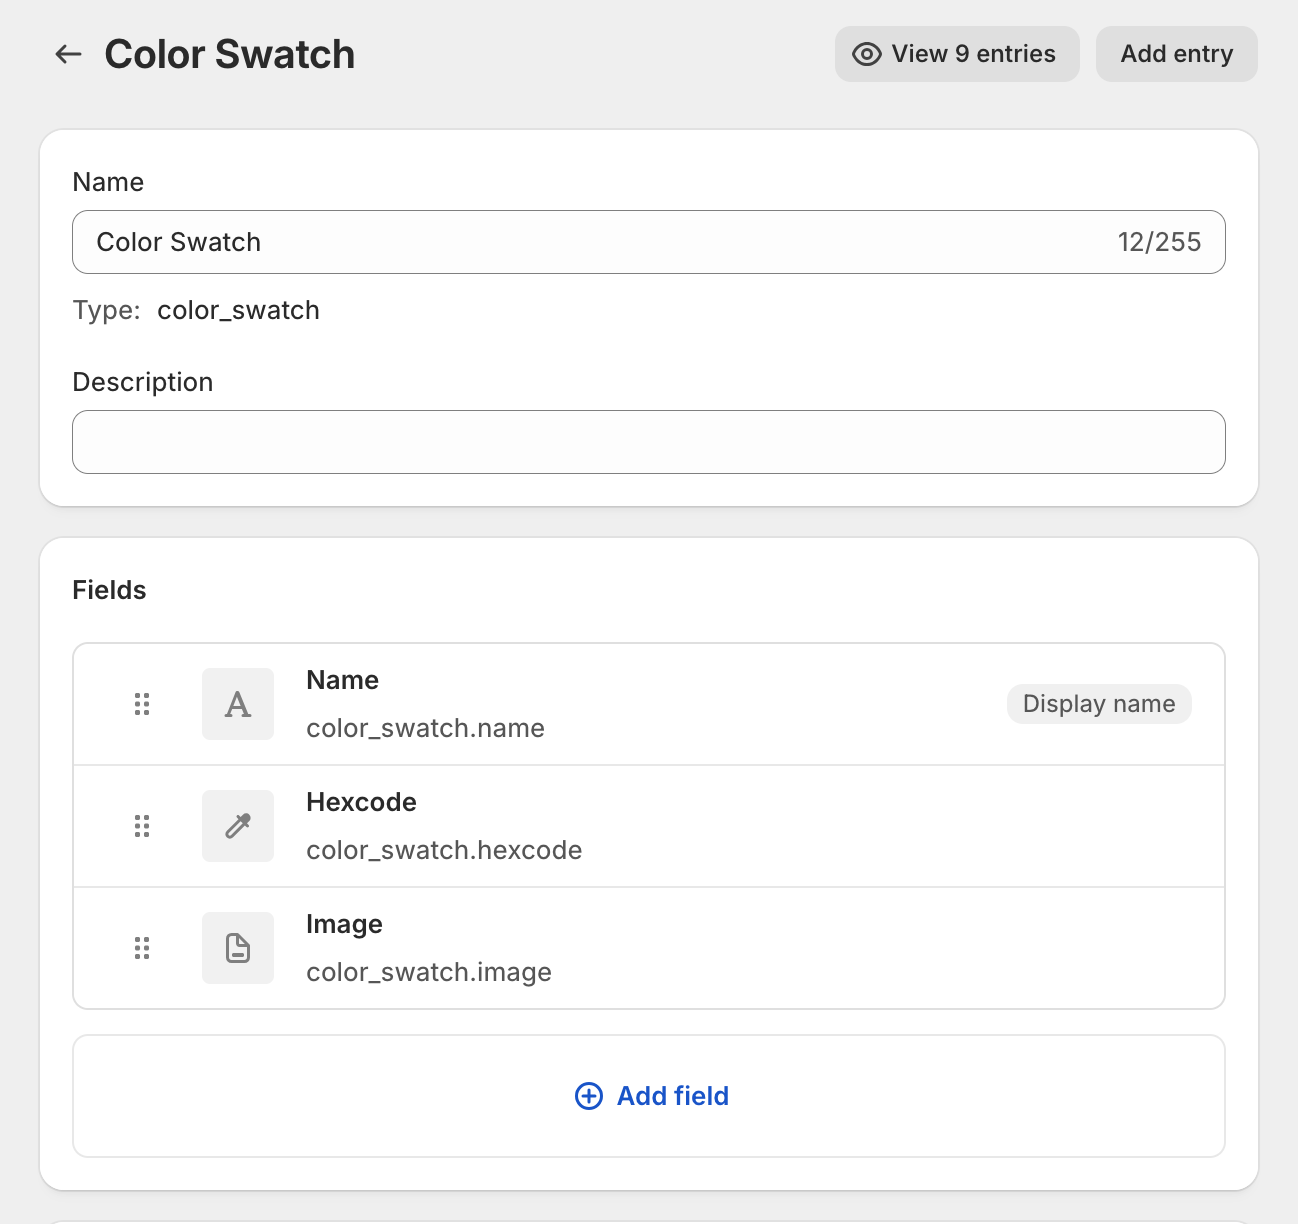 Color Swatch
View 9 entries
Add entry
Name
Color Swatch
12/255
Type: color_swatch
Description
Fields
Name
color_swatch.name
Display name
Hexcode
color_swatch.hexcode
Image
color_swatch.image
Add field